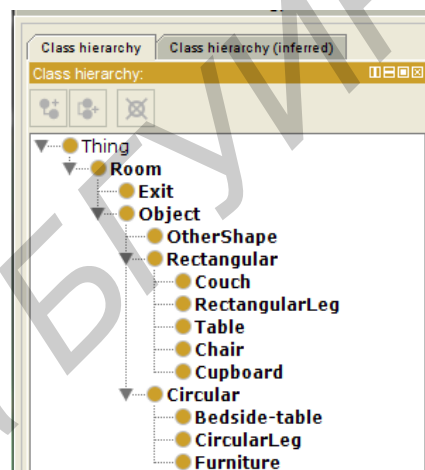 Class hierarchy Class hierarchy (inferred)
Class hierarchy:
Thing
Room
Exit
Object
OtherShape
Rectangular
Couch
RectangularLeg
Table
Chair
Cupboard
Circular
Bedside-table
CircularLeg
Furniture
БГУИР